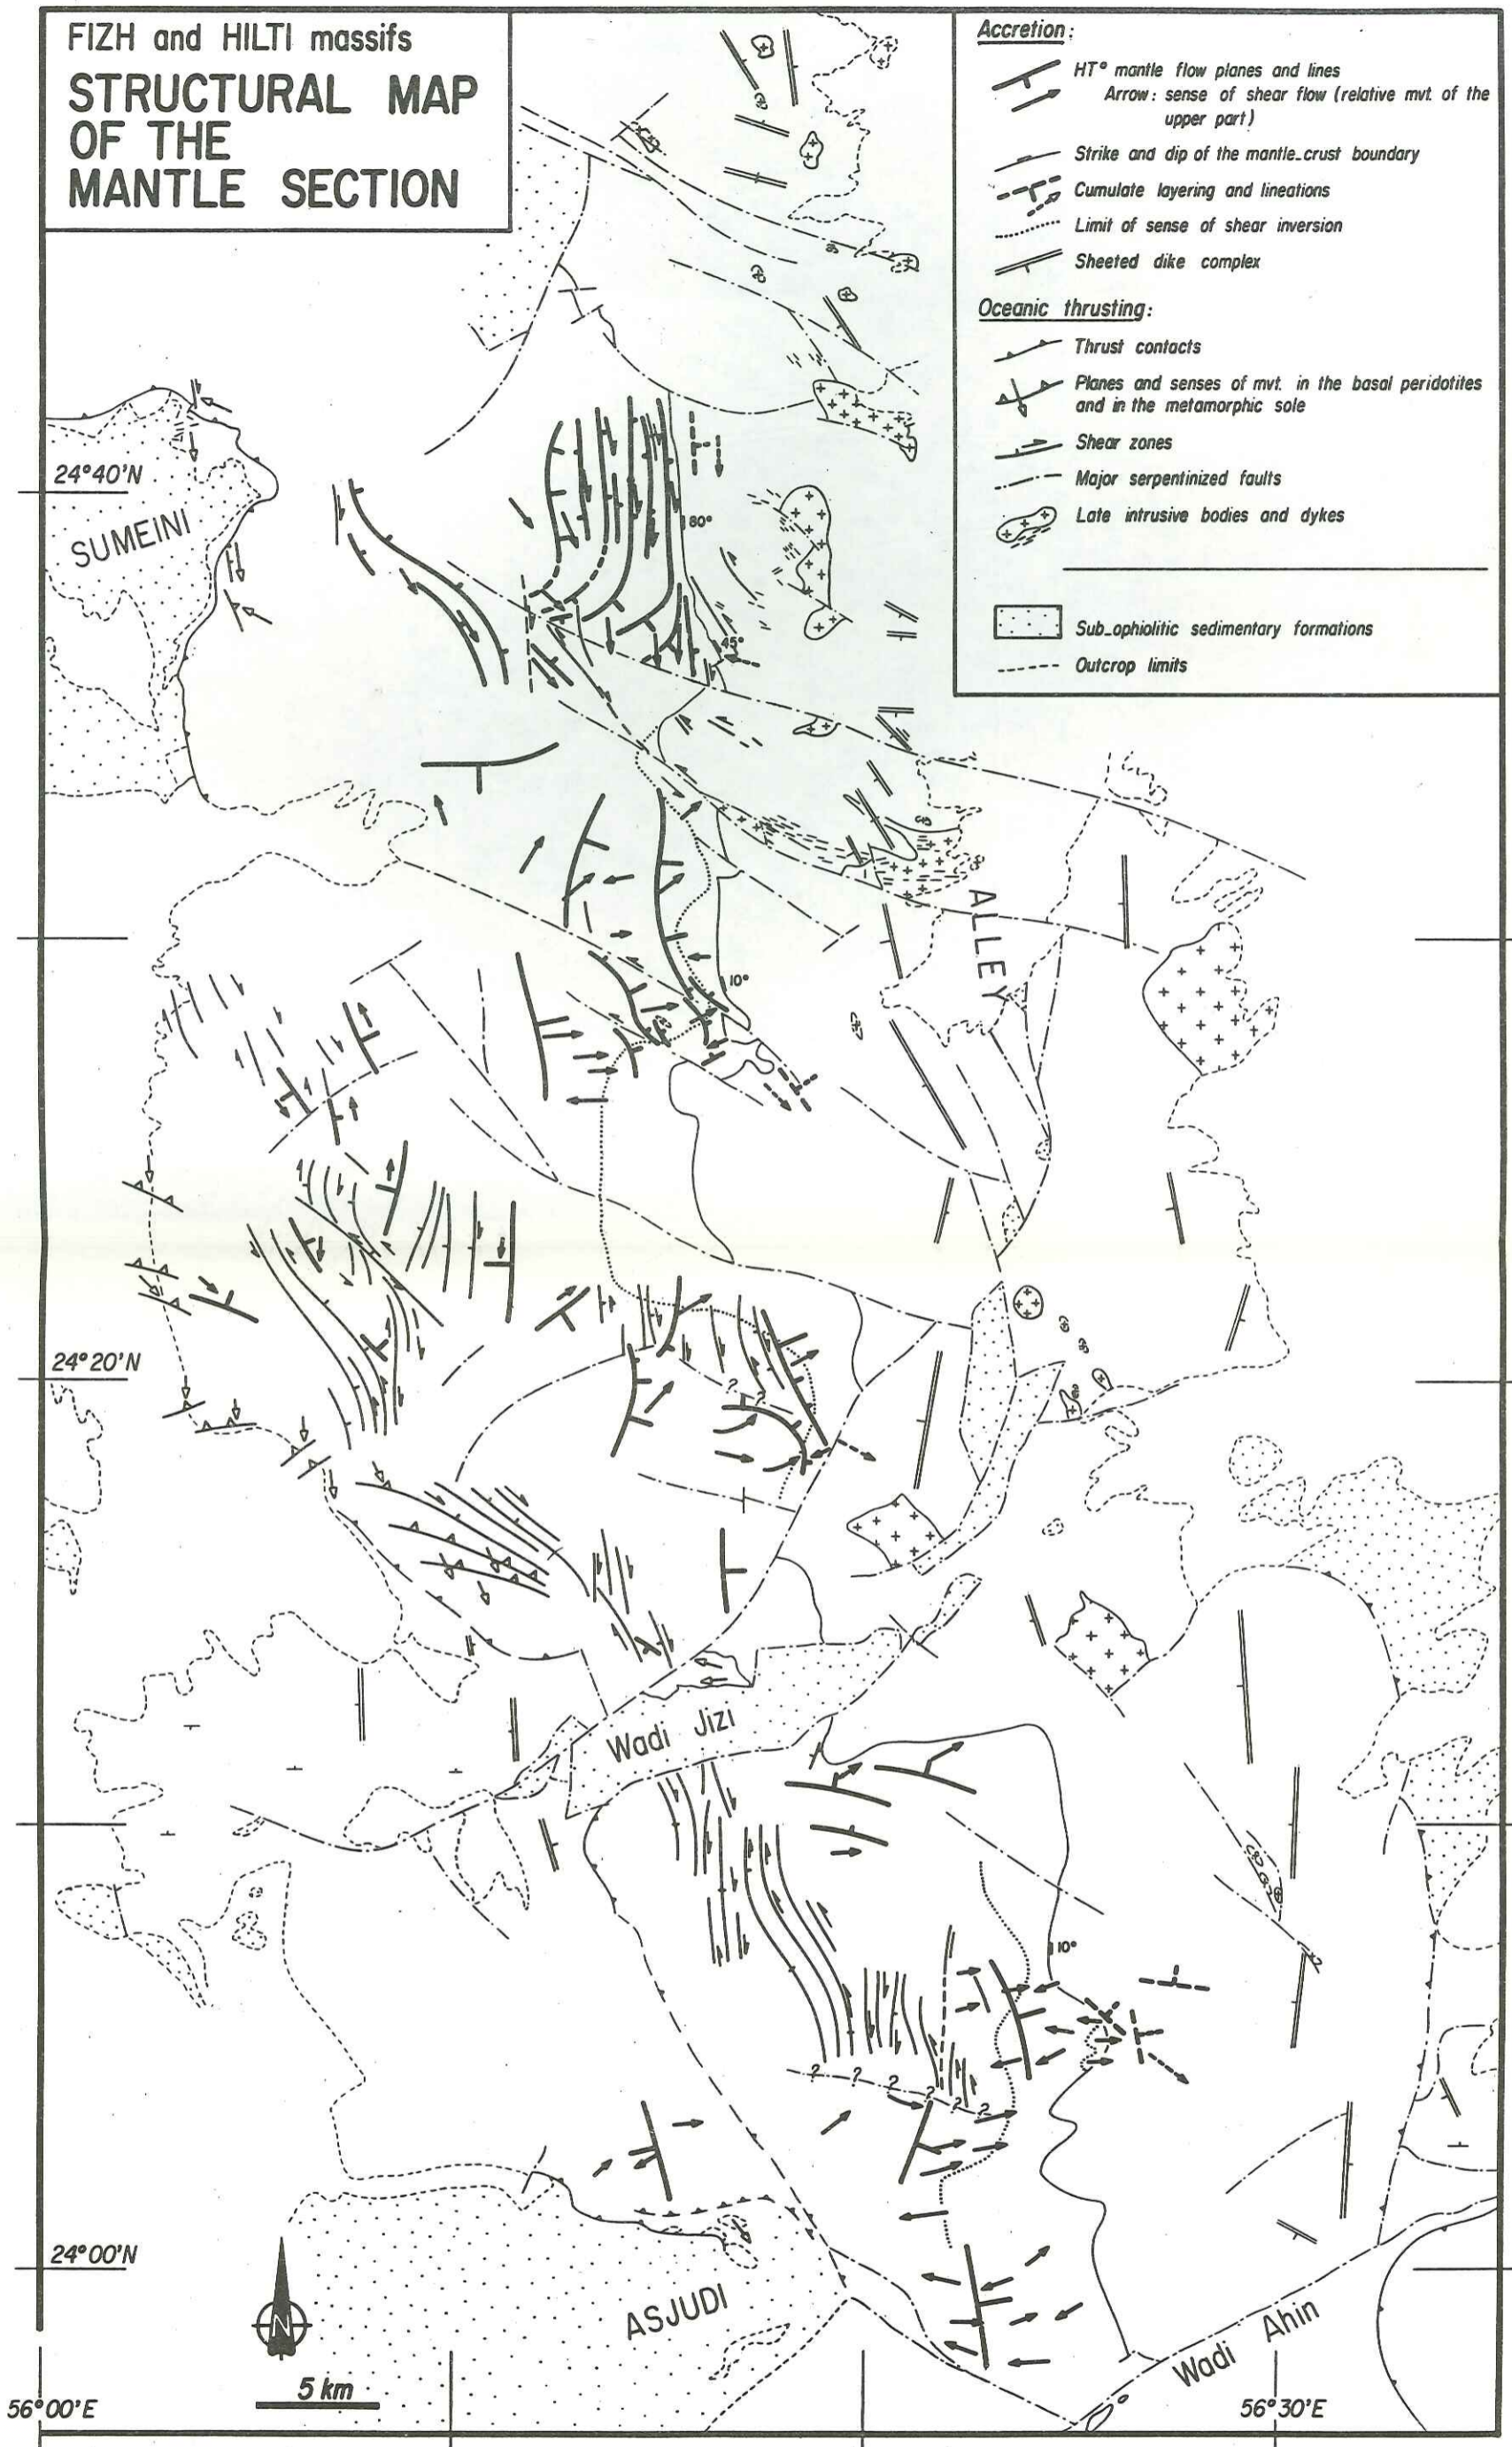 FIZH and HILTI massifs
STRUCTURAL MAP
OF THE
MANTLE SECTION
Accretion:
HT° mantle flow planes and lines
Arrow: sense of shear flow (relative mvt. of the
upper part)
Strike and dip of the mantle_crust boundary
Cumulate layering and lineations
Limit of sense of shear inversion
Sheeted dike complex
Oceanic thrusting:
Thrust contacts
Planes and senses of mvt. in the basal peridotites
and in the metamorphic sole
Shear zones
Major serpentinized faults
Late intrusive bodies and dykes
Sub_ophiolitic sedimentary formations
Outcrop limits
24°40'N
SUMEINI
80°
45°
ALLEY
10°
24°20'N
? ?
Wadi Jizi
10°
? ? ? ? ? ?
24°00'N
N
ASJUDI
Wadi Ahin
5 km
56°00'E
56°30'E